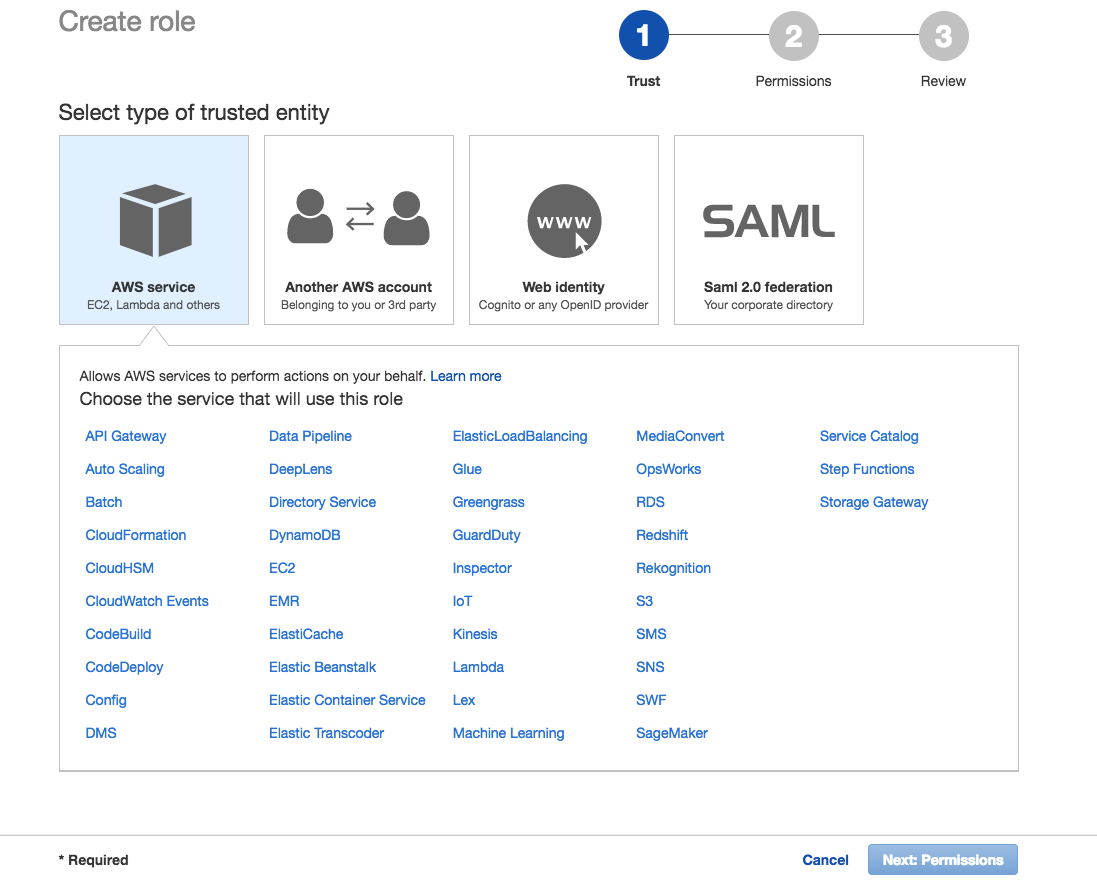 Create role
1
2
3
Trust
Permissions
Review
Select type of trusted entity
AWS service
EC2, Lambda and others
Another AWS account
Belonging to you or 3rd party
www
Web identity
Cognito or any OpenID provider
SAML
Saml 2.0 federation
Your corporate directory
Allows AWS services to perform actions on your behalf. Learn more
Choose the service that will use this role
API Gateway
Auto Scaling
Batch
CloudFormation
CloudHSM
CloudWatch Events
CodeBuild
CodeDeploy
Config
DMS
Data Pipeline
DeepLens
Directory Service
DynamoDB
EC2
EMR
ElastiCache
Elastic Beanstalk
Elastic Container Service
Elastic Transcoder
ElasticLoadBalancing
Glue
Greengrass
GuardDuty
Inspector
IoT
Kinesis
Lambda
Lex
Machine Learning
MediaConvert
OpsWorks
RDS
Redshift
Rekognition
S3
SMS
SNS
SWF
SageMaker
Service Catalog
Step Functions
Storage Gateway
* Required
Cancel
Next: Permissions